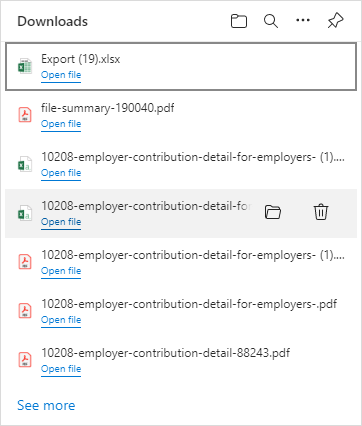 Downloads
Export (19).xlsx
Open file
file-summary-190040.pdf
Open file
10208-employer-contribution-detail-for-employers- (1)....
Open file
10208-employer-contribution-detail-for
Open file
10208-employer-contribution-detail-for-employers- (1)....
Open file
10208-employer-contribution-detail-for-employers-.pdf
Open file
10208-employer-contribution-detail-88243.pdf
Open file
See more